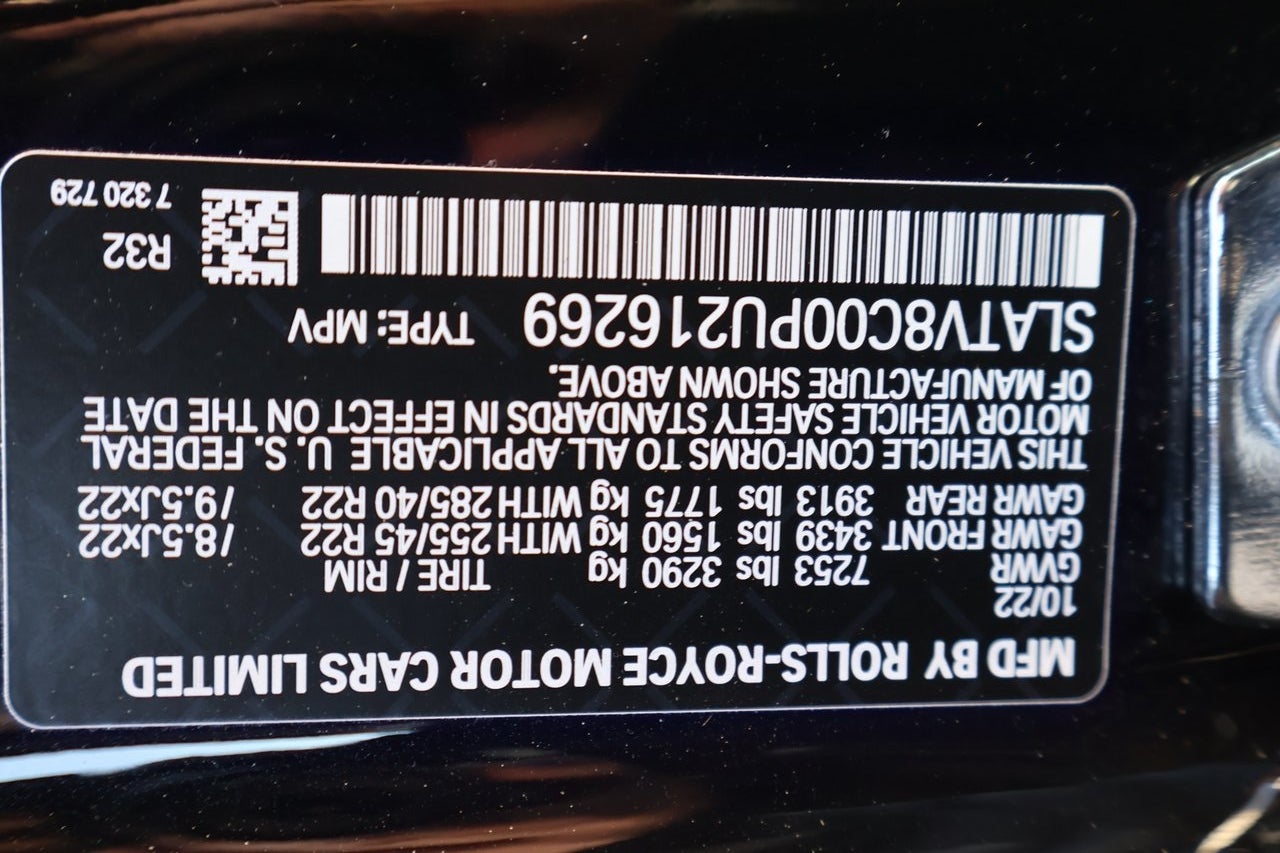 MFD BY ROLLS-ROYCE MOTOR CARS LIMITED
10/22
GVWR 7253 lbs 3290 kg TIRE / RIM
GAWR FRONT 3439 lbs 1560 kg WITH 255/45 R22 /8.5Jx22
GAWR REAR 3913 lbs 1775 kg WITH 285/40 R22 /9.5Jx22
THIS VEHICLE CONFORMS TO ALL APPLICABLE U. S. FEDERAL
MOTOR VEHICLE SAFETY STANDARDS IN EFFECT ON THE DATE
OF MANUFACTURE SHOWN ABOVE.
SLATV8C00PU216269 TYPE: MPV
R32
7 320 729